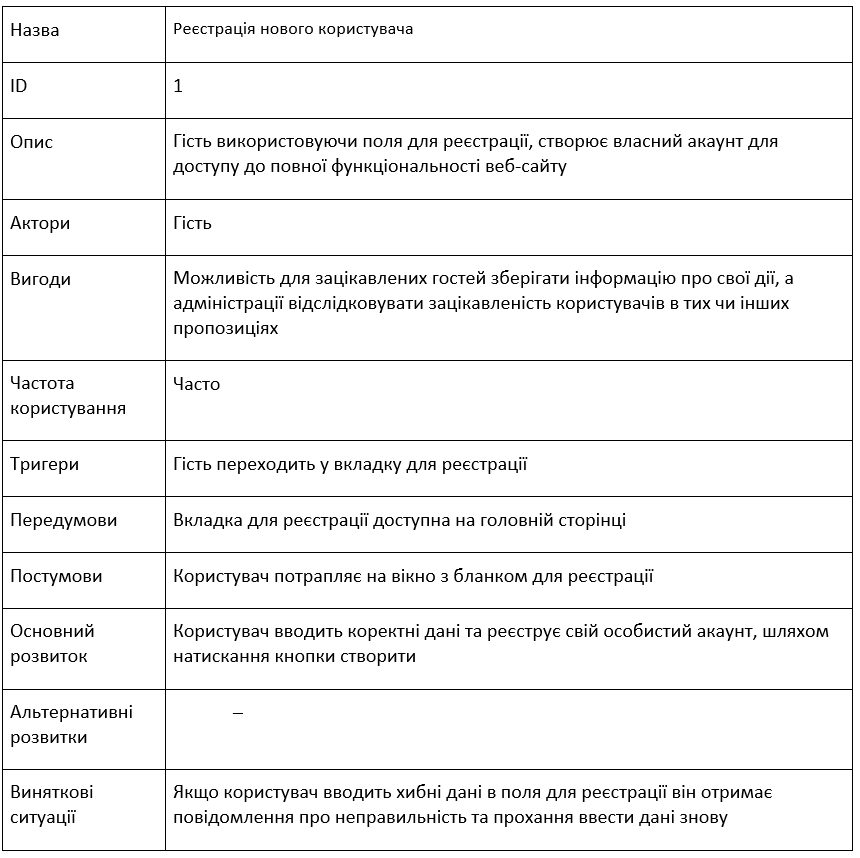 Назва
Реєстрація нового користувача
ID
1
Опис
Гість використовуючи поля для реєстрації, створює власний акаунт для
доступу до повної функціональності веб-сайту
Актори
Гість
Вигоди
Можливість для зацікавлених гостей зберігати інформацію про свої дії, а
адміністрації відслідковувати зацікавленість користувачів в тих чи інших
пропозиціях
Частота
користування
Часто
Тригери
Гість переходить у вкладку для реєстрації
Передумови
Вкладка для реєстрації доступна на головній сторінці
Постумови
Користувач потрапляє на вікно з бланком для реєстрації
Основний
розвиток
Користувач вводить коректні дані та реєструє свій особистий акаунт, шляхом
натискання кнопки створити
Альтернативні
розвитки
–
Виняткові
ситуації
Якщо користувач вводить хибні дані в поля для реєстрації він отримає
повідомлення про неправильність та прохання ввести дані знову